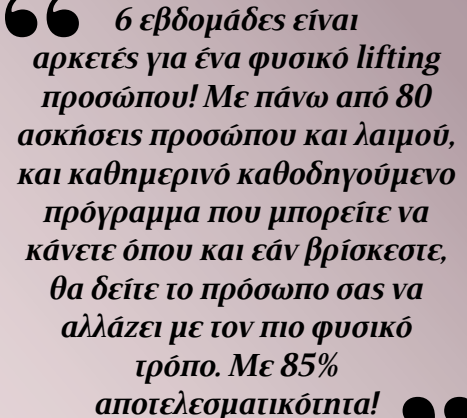 “ 6 εβδομάδες είναι
αρκετές για ένα φυσικό lifting
προσώπου! Με πάνω από 80
ασκήσεις προσώπου και λαιμού,
και καθημερινό καθοδηγούμενο
πρόγραμμα που μπορείτε να
κάνετε όπου και εάν βρίσκεστε,
θα δείτε το πρόσωπο σας να
αλλάζει με τον πιο φυσικό
τρόπο. Με 85%
αποτελεσματικότητα! ”